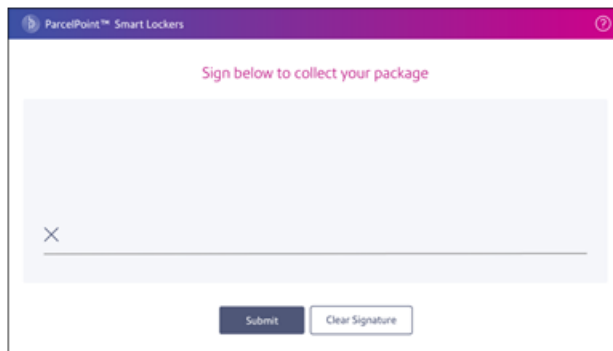 ParcelPoint™ Smart Lockers
?
Sign below to collect your package
X
Submit
Clear Signature